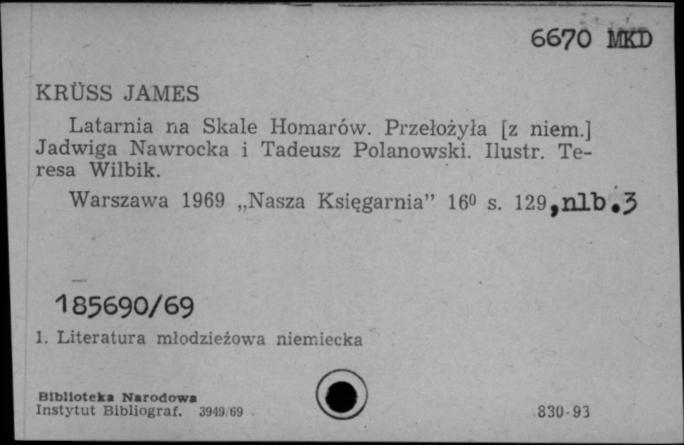 6670 MKD
KRÜSS JAMES
Latarnia na Skale Homarów. Przełożyła [z niem.]
Jadwiga Nawrocka i Tadeusz Polanowski. Ilustr. Te-
resa Wilbik.
Warszawa 1969 „Nasza Księgarnia” 16⁰ s. 129,nlb.3
185690/69
1. Literatura młodzieżowa niemiecka
Biblioteka Narodowa
Instytut Bibliograf. 3949/69
830-93